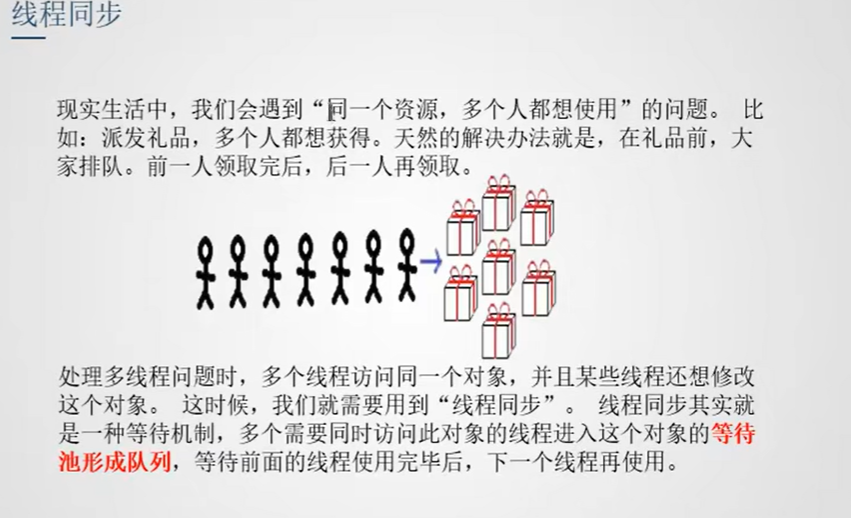 线程同步
现实生活中，我们会遇到“同一个资源，多个人都想使用”的问题。 比
如：派发礼品，多个人都想获得。天然的解决办法就是，在礼品前，大
家排队。前一人领取完后，后一人再领取。
处理多线程问题时，多个线程访问同一个对象，并且某些线程还想修改
这个对象。 这时候，我们就需要用到“线程同步”。 线程同步其实就
是一种等待机制，多个需要同时访问此对象的线程进入这个对象的等待
池形成队列，等待前面的线程使用完毕后，下一个线程再使用。